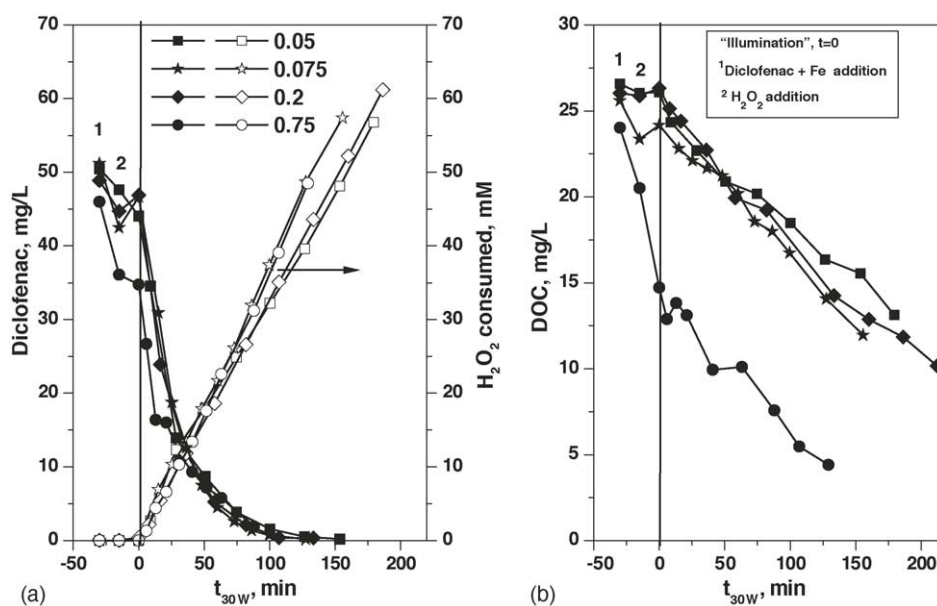 70
60
50
40
30
20
10
0
Diclofenac, mg/L
1
2
0.05
0.075
0.2
0.75
70
60
50
40
30
20
10
0
H₂O₂ consumed, mM
-50 0 50 100 150 200
(a)
t30W, min
30
25
20
15
10
5
0
DOC, mg/L
1 2
"Illumination", t=0
¹Diclofenac + Fe addition
² H₂O₂ addition
-50 0 50 100 150 200
(b)
t30W, min